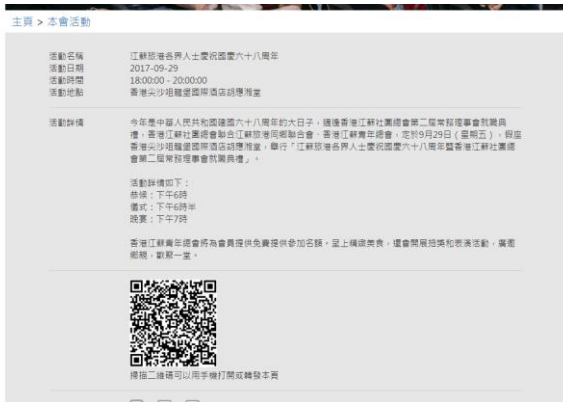 主頁 > 本會活動
活動名稱 江蘇旅港各界人士慶祝國慶六十八周年
活動日期 2017-09-29
活動時間 18:00:00 - 20:00:00
活動地點 香港尖沙咀龍堡國際酒店胡應湘堂
活動詳情 今年是中華人民共和國建國六十八周年的大日子，適逢香港江蘇社團總會第二屆常務理事會就職典
禮，香港江蘇社團總會聯合江蘇旅港同鄉聯合會、香港江蘇青年總會，定於9月29日（星期五），假座
香港尖沙咀龍堡國際酒店胡應湘堂，舉行「江蘇旅港各界人士慶祝國慶六十八周年暨香港江蘇社團總
會第二屆常務理事會就職典禮」。
活動詳情如下：
恭候：下午6時
儀式：下午6時半
晚宴：下午7時
香港江蘇青年總會將為會員提供免費提供參加名額，呈上精緻美食，還會開展抽獎和表演活動，廣邀
鄉親，歡聚一堂。
掃描二維碼可以用手機打開或轉發本頁